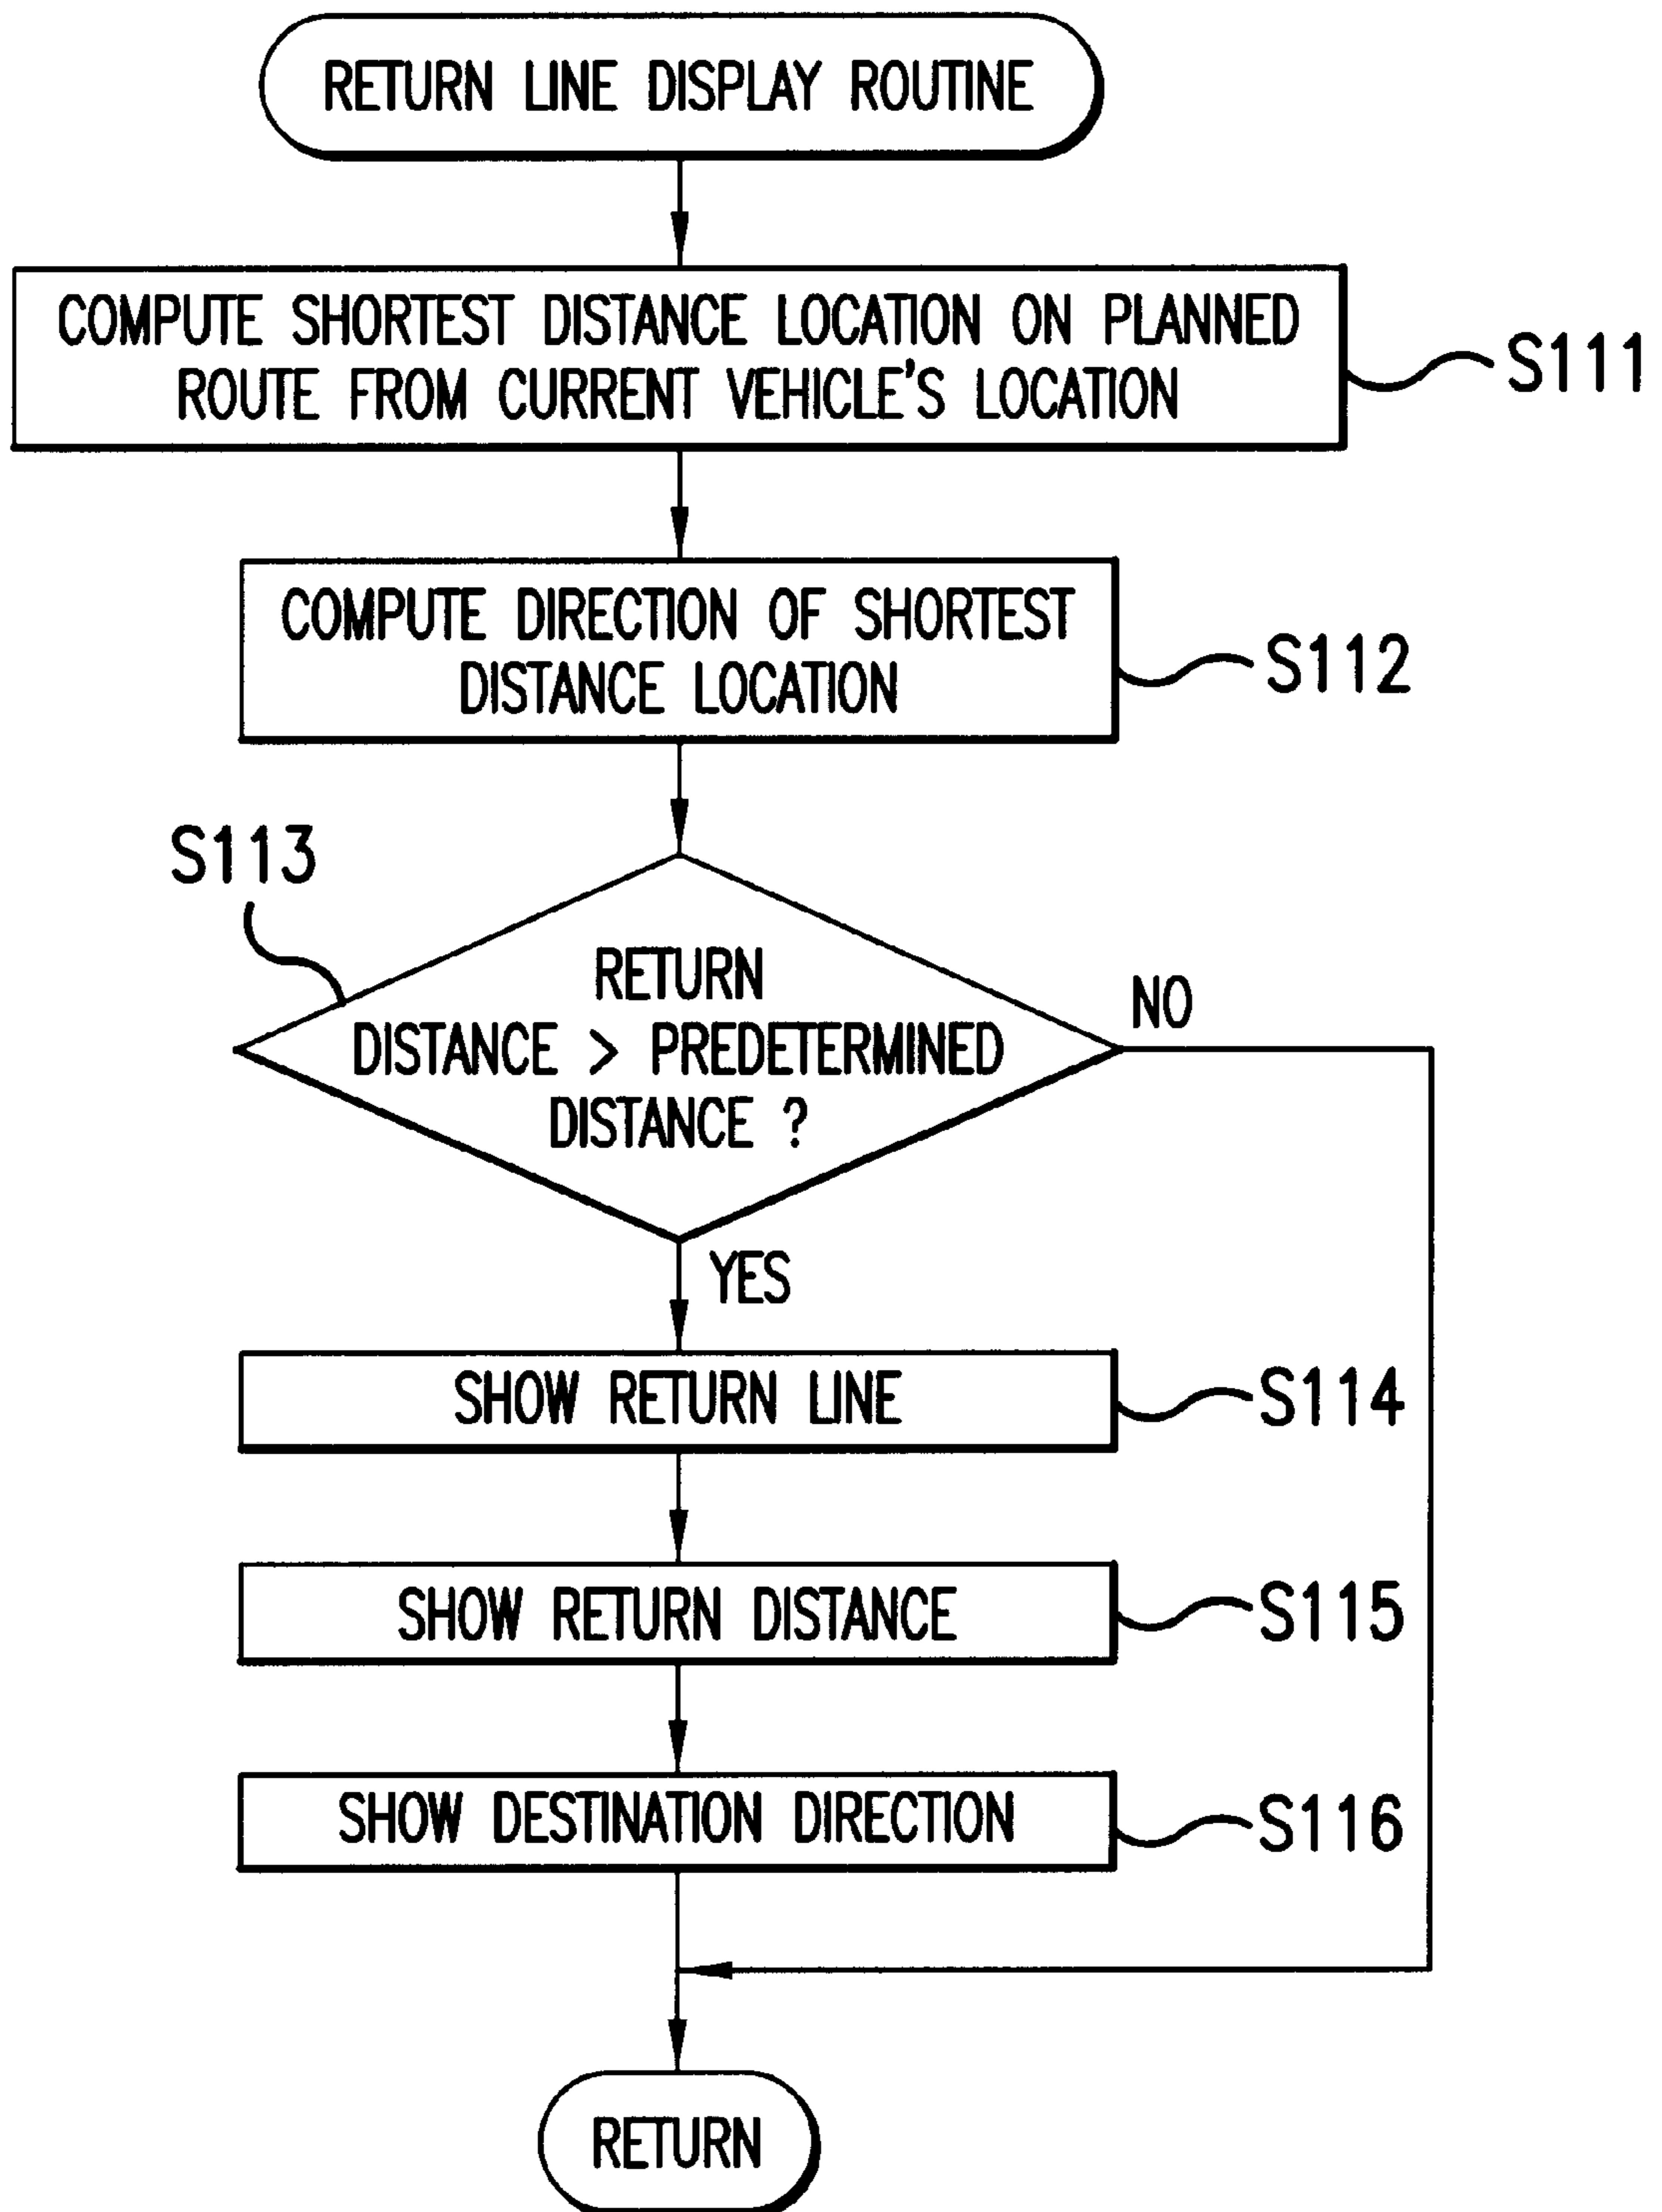 RETURN LINE DISPLAY ROUTINE
COMPUTE SHORTEST DISTANCE LOCATION ON PLANNED
ROUTE FROM CURRENT VEHICLE'S LOCATION
S111
COMPUTE DIRECTION OF SHORTEST
DISTANCE LOCATION
S112
S113
RETURN
DISTANCE > PREDETERMINED
DISTANCE ?
NO
YES
SHOW RETURN LINE
S114
SHOW RETURN DISTANCE
S115
SHOW DESTINATION DIRECTION
S116
RETURN